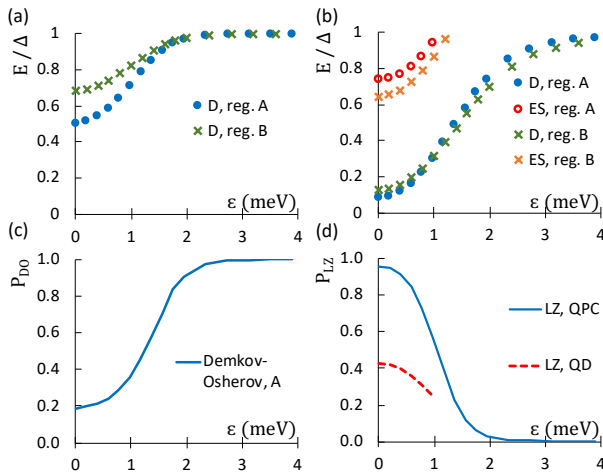 (a)
E / Δ
1.0
0.8
0.6
0.4
0.2
0.0
D, reg. A
D, reg. B
ε (meV)
0 1 2 3 4
(b)
E / Δ
1.0
0.8
0.6
0.4
0.2
0.0
D, reg. A
ES, reg. A
D, reg. B
ES, reg. B
ε (meV)
0 1 2 3 4
(c)
P_DO
1.0
0.8
0.6
0.4
0.2
0.0
Demkov-
Osherov, A
ε (meV)
0 1 2 3 4
(d)
P_LZ
1.0
0.8
0.6
0.4
0.2
0.0
LZ, QPC
LZ, QD
ε (meV)
0 1 2 3 4